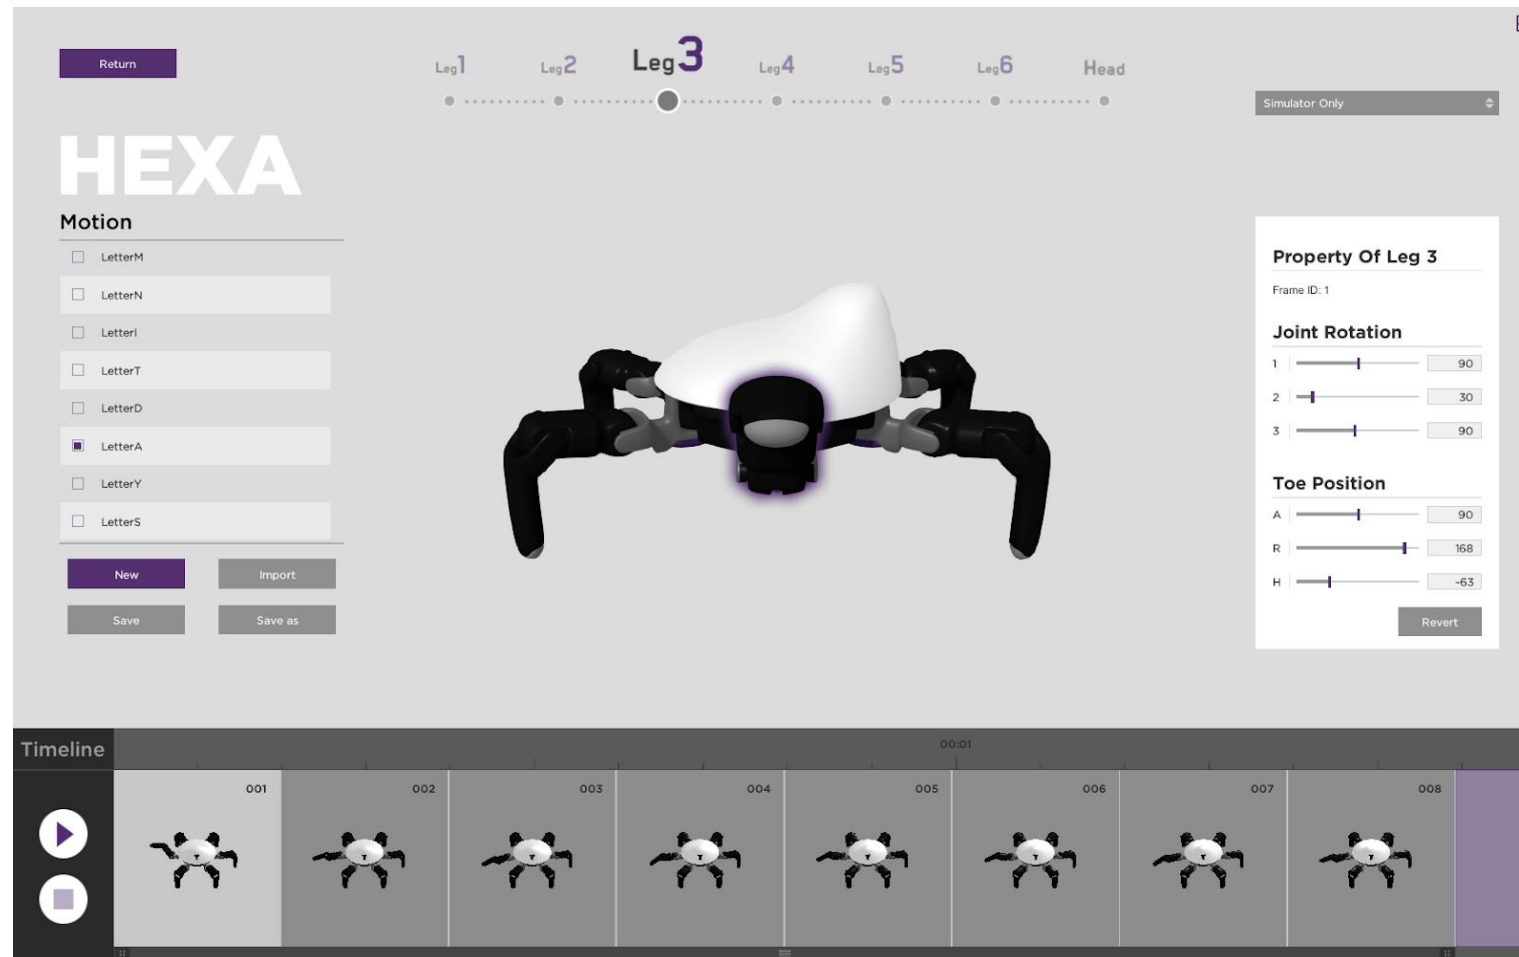 Return
Leg1 Leg2 Leg3 Leg4 Leg5 Leg6 Head
Simulator Only
HEXA
Motion
LetterM
LetterN
LetterI
LetterT
LetterD
LetterA
LetterY
LetterS
New Import
Save Save as
Property Of Leg 3
Frame ID: 1
Joint Rotation
1 90
2 30
3 90
Toe Position
A 90
R 168
H -63
Revert
Timeline
00:01
001 002 003 004 005 006 007 008